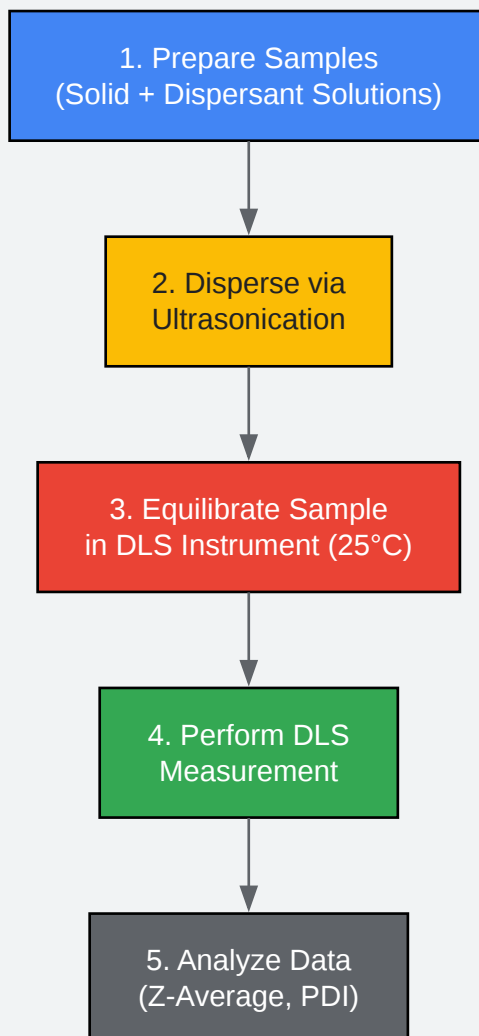 1. Prepare Samples
(Solid + Dispersant Solutions)
2. Disperse via
Ultrasonication
3. Equilibrate Sample
in DLS Instrument (25°C)
4. Perform DLS
Measurement
5. Analyze Data
(Z-Average, PDI)